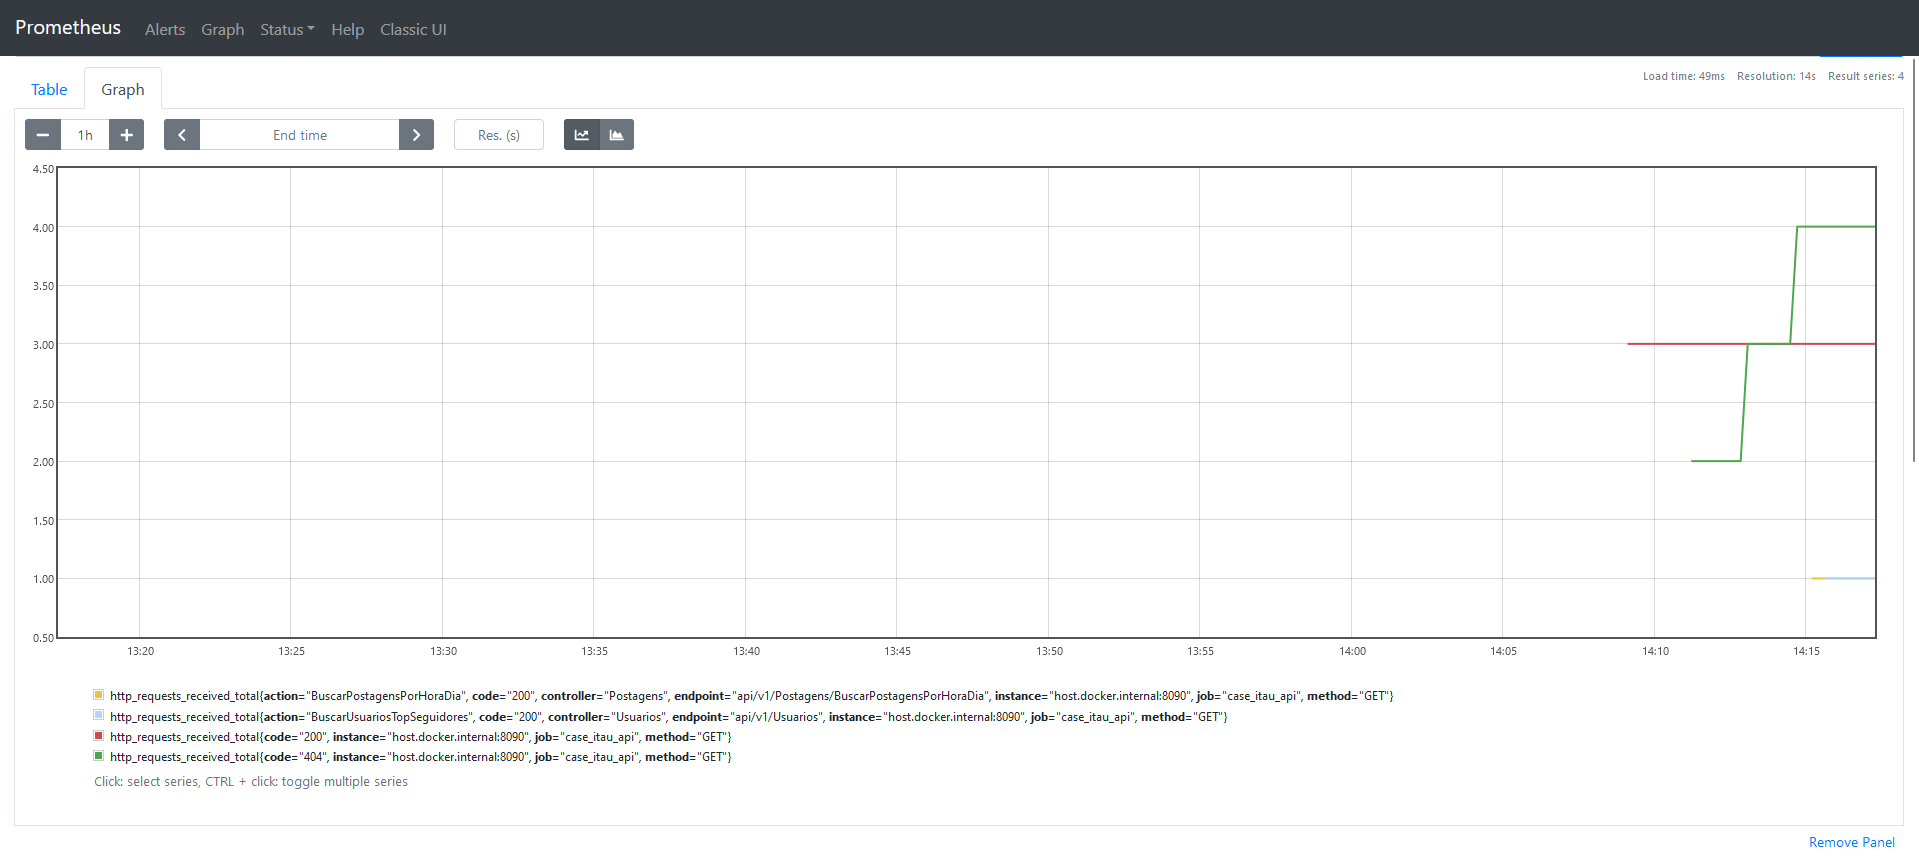 Prometheus Alerts Graph Status Help Classic UI
Table Graph Load time: 49ms Resolution: 14s Result series: 4
1h End time Res. (s)
4.50
4.00
3.50
3.00
2.50
2.00
1.50
1.00
0.50
13:20 13:25 13:30 13:35 13:40 13:45 13:50 13:55 14:00 14:05 14:10 14:15
http_requests_received_total{action="BuscarPostagensPorHoraDia", code="200", controller="Postagens", endpoint="api/v1/Postagens/BuscarPostagensPorHoraDia", instance="host.docker.internal:8090", job="case_itau_api", method="GET"}
http_requests_received_total{action="BuscarUsuariosTopSeguidores", code="200", controller="Usuarios", endpoint="api/v1/Usuarios", instance="host.docker.internal:8090", job="case_itau_api", method="GET"}
http_requests_received_total{code="200", instance="host.docker.internal:8090", job="case_itau_api", method="GET"}
http_requests_received_total{code="404", instance="host.docker.internal:8090", job="case_itau_api", method="GET"}
Click: select series, CTRL + click: toggle multiple series
Remove Panel